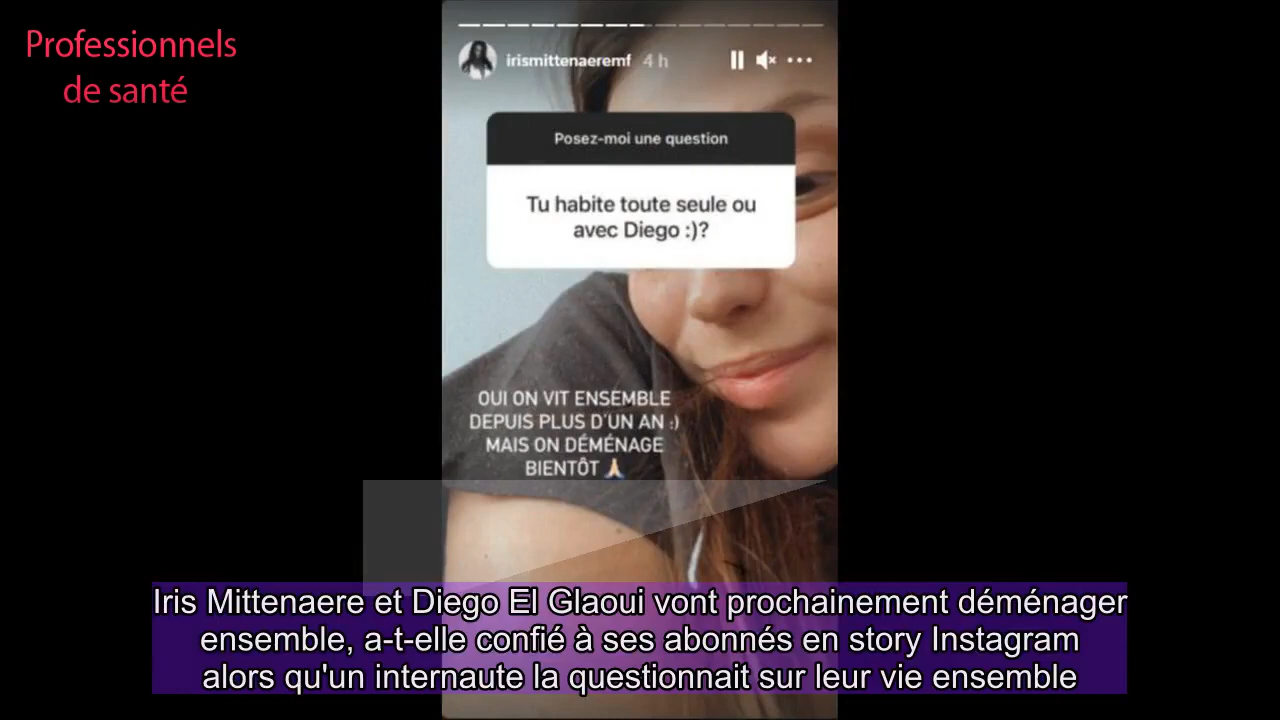 Professionnels
de santé
irismittenaeremf 4 h
Posez-moi une question
Tu habite toute seule ou
avec Diego :)?
OUI ON VIT ENSEMBLE
DEPUIS PLUS D'UN AN :)
MAIS ON DÉMÉNAGE
BIENTÔT 🙏🏻
Iris Mittenaere et Diego El Glaoui vont prochainement déménager
ensemble, a-t-elle confié à ses abonnés en story Instagram
alors qu'un internaute la questionnait sur leur vie ensemble